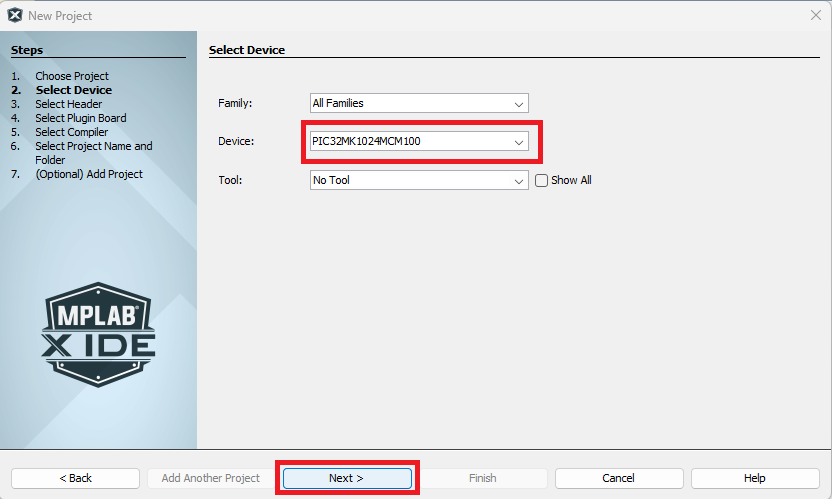 New Project
Steps
1. Choose Project
2. Select Device
3. Select Header
4. Select Plugin Board
5. Select Compiler
6. Select Project Name and
Folder
7. (Optional) Add Project
MPLAB®
X IDE
Select Device
Family: All Families
Device: PIC32MK1024MCM100
Tool: No Tool Show All
< Back Add Another Project Next > Finish Cancel Help